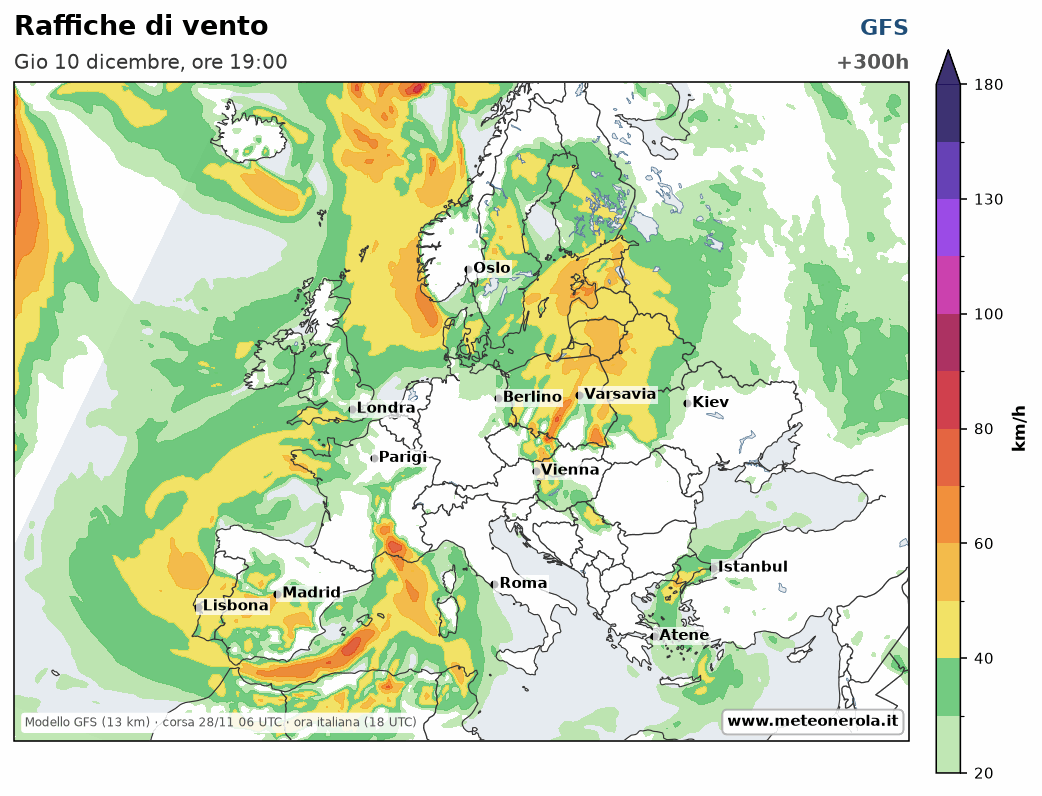 Raffiche di vento
GFS
Gio 10 dicembre, ore 19:00
+300h
180
130
100
80
60
40
20
km/h
Oslo
Londra
Berlino
Varsavia
Kiev
Parigi
Vienna
Istanbul
Roma
Madrid
Lisbona
Atene
Modello GFS (13 km) · corsa 28/11 06 UTC · ora italiana (18 UTC)
www.meteonerola.it